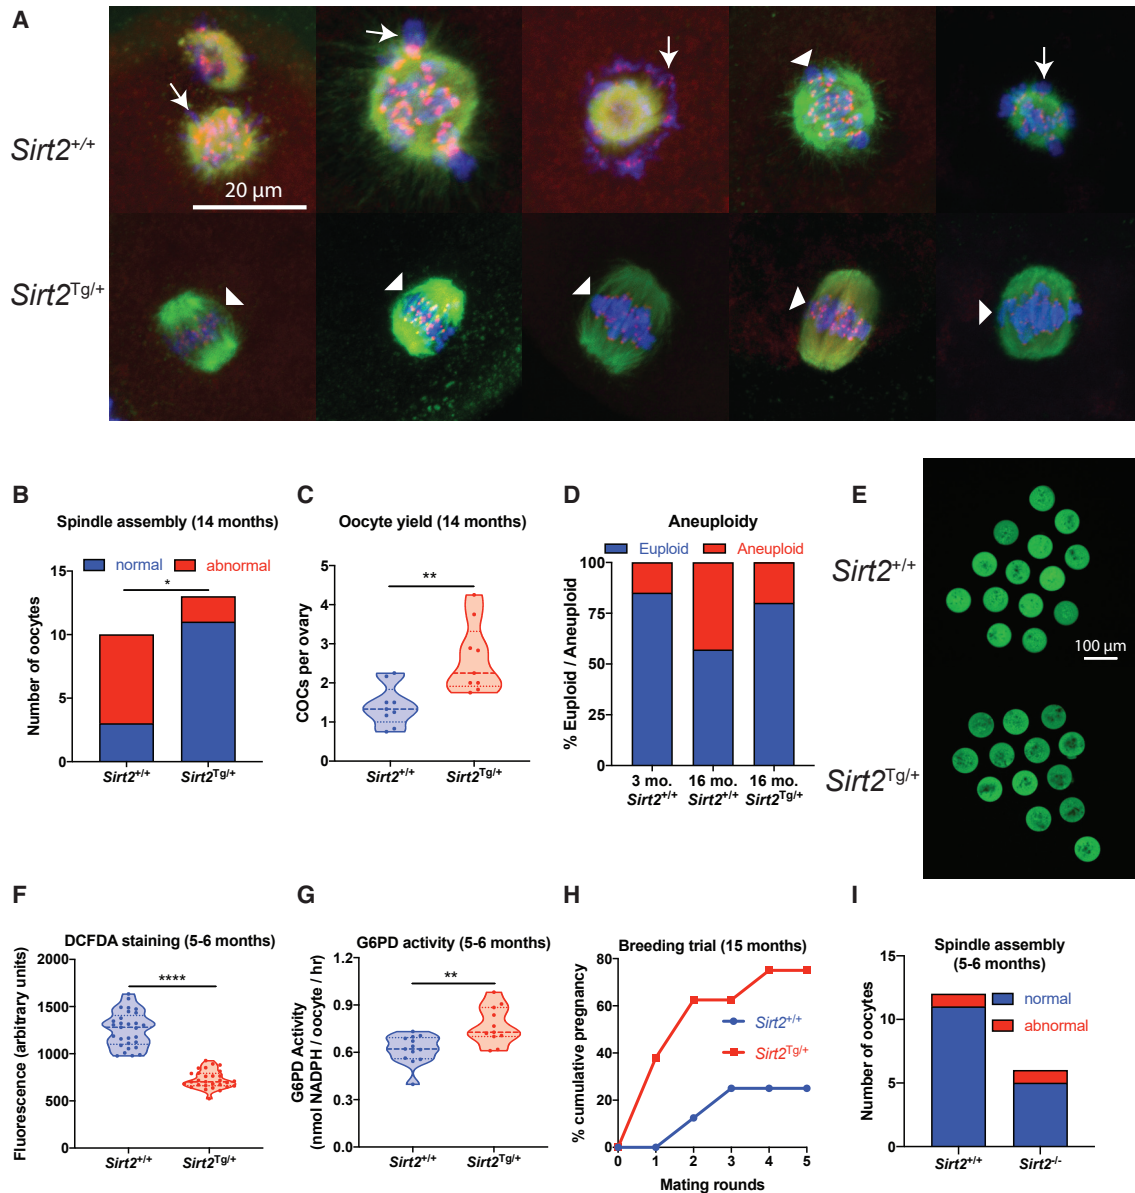 A
Sirt2+/+
20 µm
Sirt2Tg/+
B
Spindle assembly (14 months)
normal
abnormal
*
15
10
5
0
Number of oocytes
Sirt2+/+
Sirt2Tg/+
C
Oocyte yield (14 months)
**
5
4
3
2
1
0
COCs per ovary
Sirt2+/+
Sirt2Tg/+
D
Aneuploidy
Euploid
Aneuploid
100
75
50
25
0
% Euploid / Aneuploid
3 mo.
Sirt2+/+
16 mo.
Sirt2+/+
16 mo.
Sirt2Tg/+
E
Sirt2+/+
100 µm
Sirt2Tg/+
F
DCFDA staining (5-6 months)
****
2000
1500
1000
500
0
Fluorescence (arbitrary units)
Sirt2+/+
Sirt2Tg/+
G
G6PD activity (5-6 months)
**
1.2
0.9
0.6
0.3
0.0
G6PD Activity
(nmol NADPH / oocyte / hr)
Sirt2+/+
Sirt2Tg/+
H
Breeding trial (15 months)
80
60
40
20
0
% cumulative pregnancy
Sirt2+/+
Sirt2Tg/+
0 1 2 3 4 5
Mating rounds
I
Spindle assembly
(5-6 months)
normal
abnormal
15
10
5
0
Number of oocytes
Sirt2+/+
Sirt2-/-